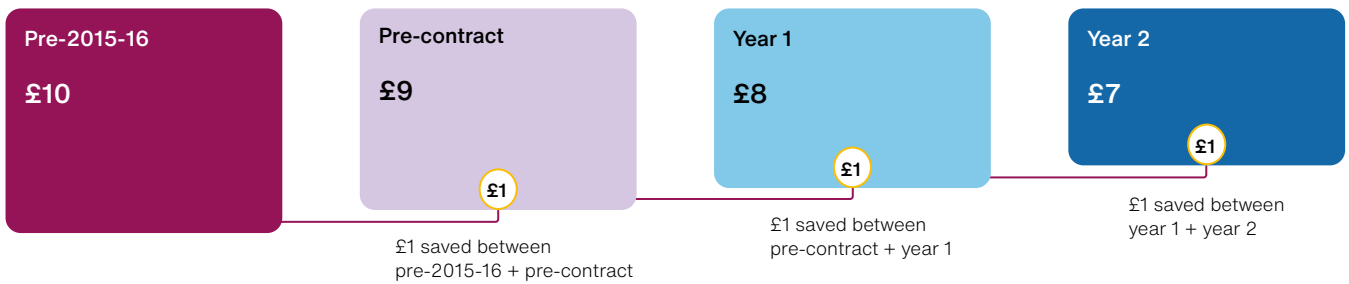 Pre-2015-16
£10
Pre-contract
£9
£1
£1 saved between
pre-2015-16 + pre-contract
Year 1
£8
£1
£1 saved between
pre-contract + year 1
Year 2
£7
£1
£1 saved between
year 1 + year 2